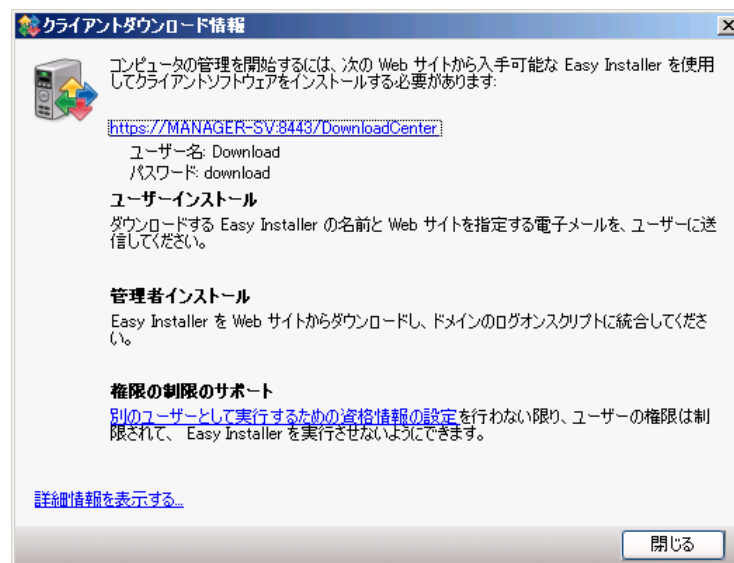 クライアントダウンロード情報
コンピュータの管理を開始するには、次の Web サイトから入手可能な Easy Installer を使用
してクライアントソフトウェアをインストールする必要があります:
https://MANAGER-SV:8443/DownloadCenter
ユーザー名: Download
パスワード: download
ユーザーインストール
ダウンロードする Easy Installer の名前と Web サイトを指定する電子メールを、ユーザーに送
信してください。
管理者インストール
Easy Installer を Web サイトからダウンロードし、ドメインのログオンスクリプトに統合してくださ
い。
権限の制限のサポート
別のユーザーとして実行するための資格情報の設定を行わない限り、ユーザーの権限は制
限されて、 Easy Installer を実行させないようにできます。
詳細情報を表示する...
閉じる